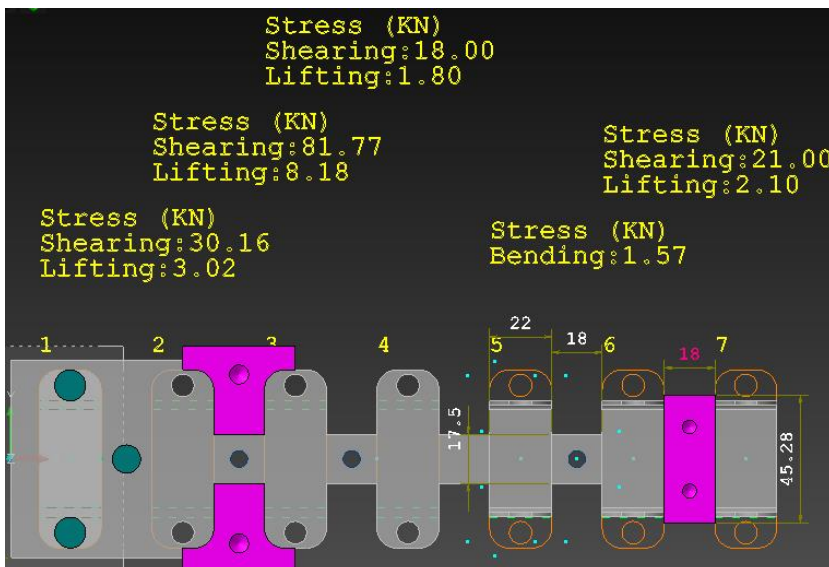 Stress (KN)
Shearing:18.00
Lifting:1.80
Stress (KN)
Shearing:81.77
Lifting:8.18
Stress (KN)
Shearing:21.00
Lifting:2.10
Stress (KN)
Shearing:30.16
Lifting:3.02
Stress (KN)
Bending:1.57
22
18
1 2 3 4 5 6 7
18
17.5
45.28